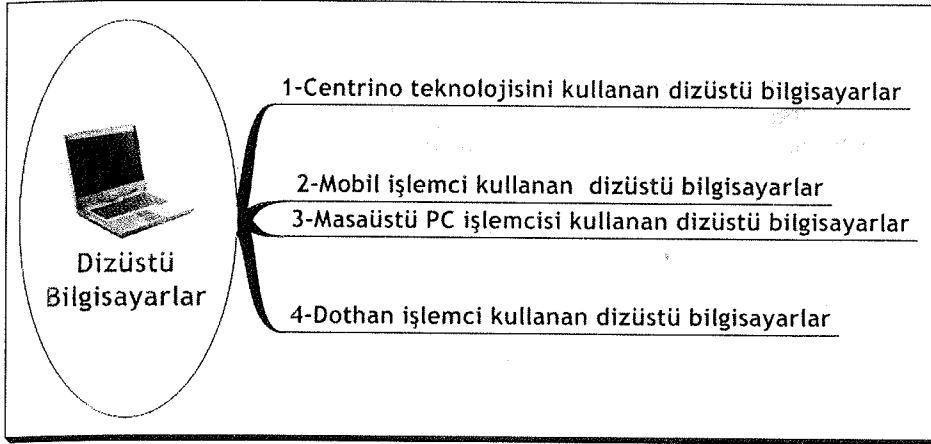 1-Centrino teknolojisini kullanan dizüstü bilgisayarlar
2-Mobil işlemci kullanan dizüstü bilgisayarlar
3-Masaüstü PC işlemcisi kullanan dizüstü bilgisayarlar
Dizüstü
Bilgisayarlar
4-Dothan işlemci kullanan dizüstü bilgisayarlar